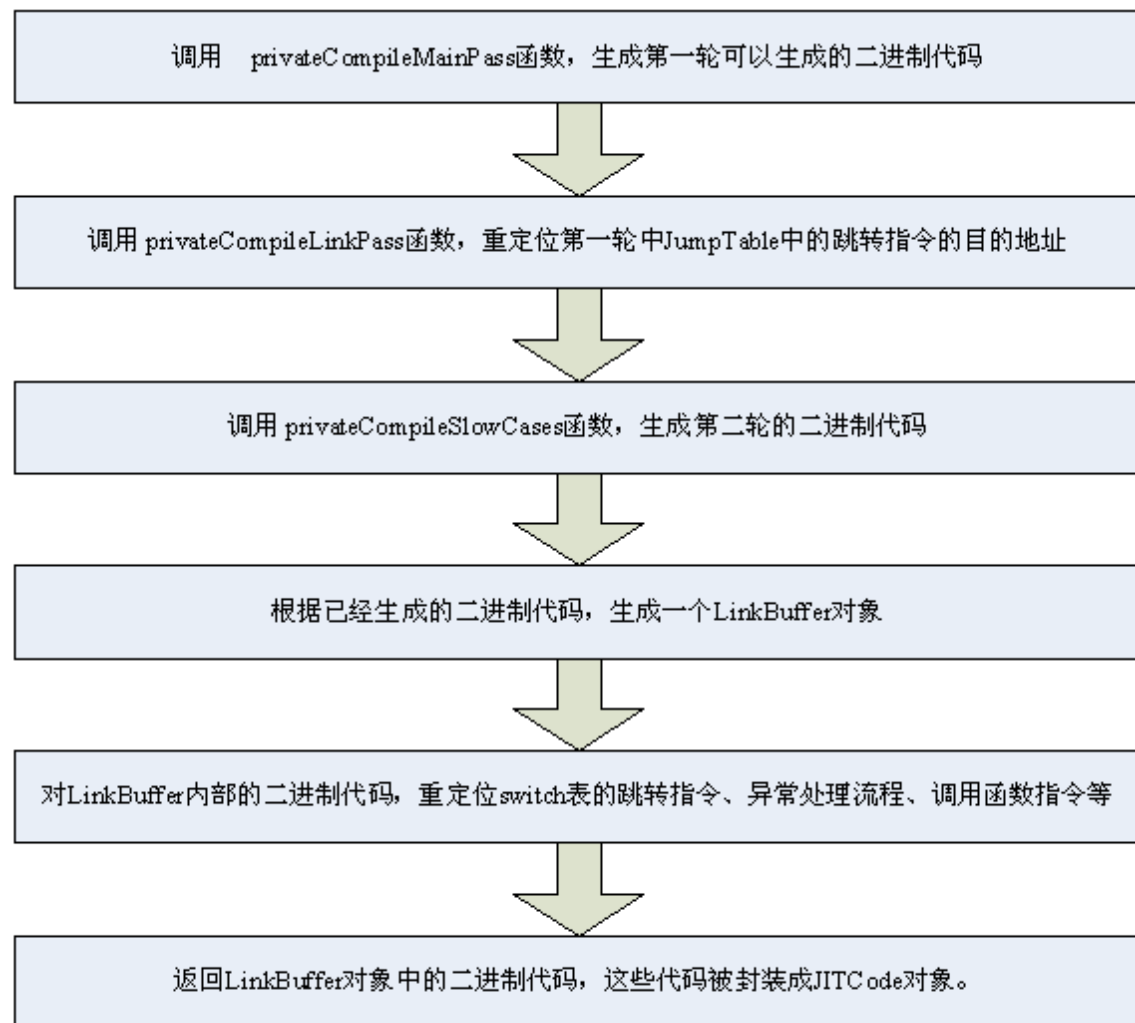 调用 privateCompileMainPass函数，生成第一轮可以生成的二进制代码
调用 privateCompileLinkPass函数，重定位第一轮中JumpTable中的跳转指令的目的地址
调用 privateCompileSlowCases函数，生成第二轮的二进制代码
根据已经生成的二进制代码，生成一个LinkBuffer对象
对LinkBuffer内部的二进制代码，重定位switch表的跳转指令、异常处理流程、调用函数指令等
返回LinkBuffer对象中的二进制代码，这些代码被封装成JITCode对象。